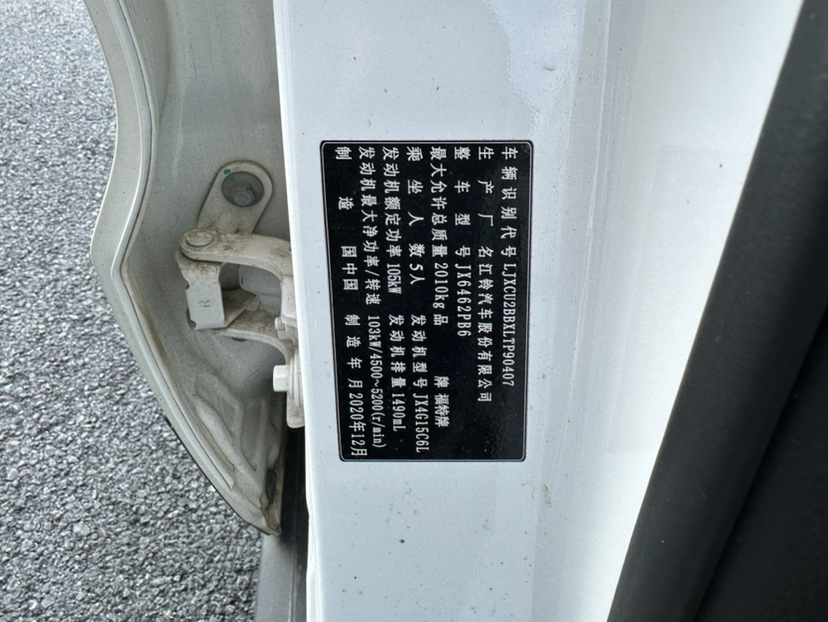 车辆识别代号 LJXCU2BBXLTP90407
生产厂名江铃汽车股份有限公司
整车型号 JX6462PB6
最大允许总质量 2010kg 品牌 福特牌
乘坐人数 5人 发动机型号 JX4G15C6L
发动机额定功率 105kW 发动机排量 1490mL
发动机最大净功率/转速 103kW/4500~5200(r/min)
制造国中国 制造年月 2020年12月